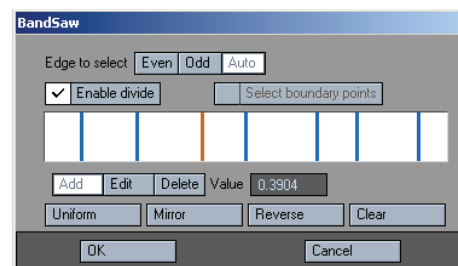 BandSaw
Edge to select Even Odd Auto
Enable divide Select boundary points
Add Edit Delete Value 0.3904
Uniform Mirror Reverse Clear
OK Cancel